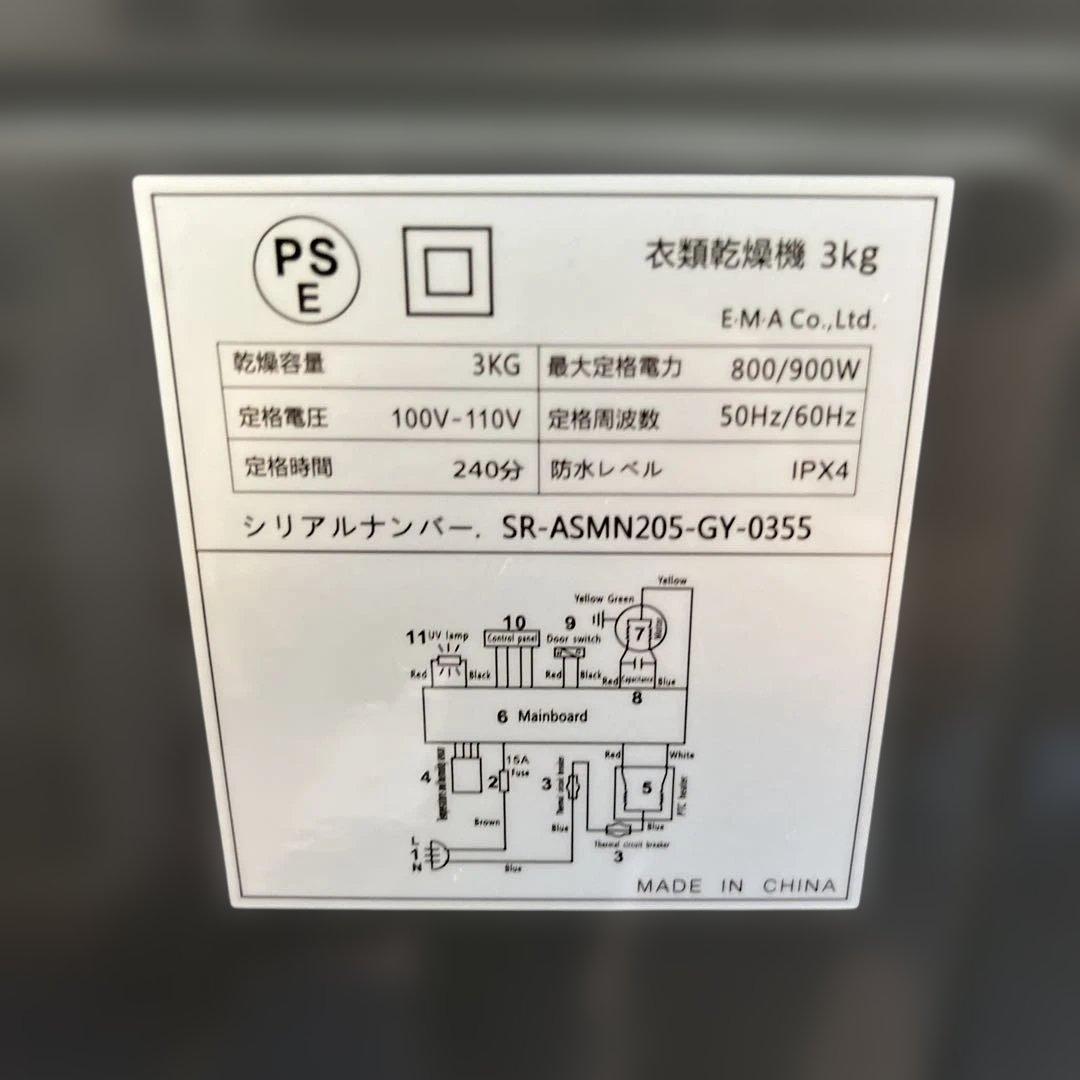 PS
E
衣類乾燥機 3kg
E·M·A Co.,Ltd.
乾燥容量 3KG 最大定格電力 800/900W
定格電圧 100V-110V 定格周波数 50Hz/60Hz
定格時間 240分 防水レベル IPX4
シリアルナンバー. SR-ASMN205-GY-0355
Yellow
Yellow Green
11 UV lamp
10
Control panel
9
Door switch
7
Motor
Red Black Red Black Red Capacitance Blue
8
6 Mainboard
4
2
15A
Fuse
3
Thermal circuit breaker
Red White
5
PTC heater
Brown
Blue
Blue
Thermal circuit breaker
3
L
N
Blue
MADE IN CHINA